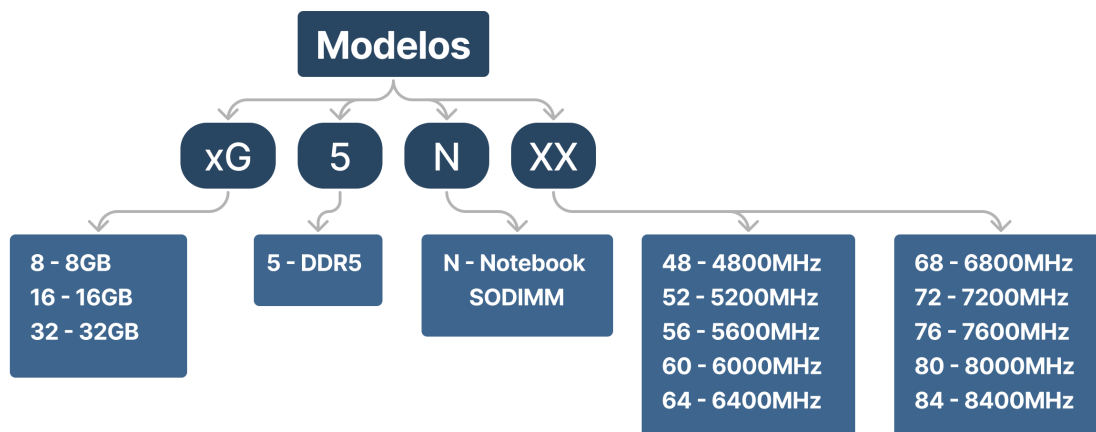 Modelos
xG
5
N
XX
8 - 8GB
16 - 16GB
32 - 32GB
5 - DDR5
N - Notebook
SODIMM
48 - 4800MHz
52 - 5200MHz
56 - 5600MHz
60 - 6000MHz
64 - 6400MHz
68 - 6800MHz
72 - 7200MHz
76 - 7600MHz
80 - 8000MHz
84 - 8400MHz